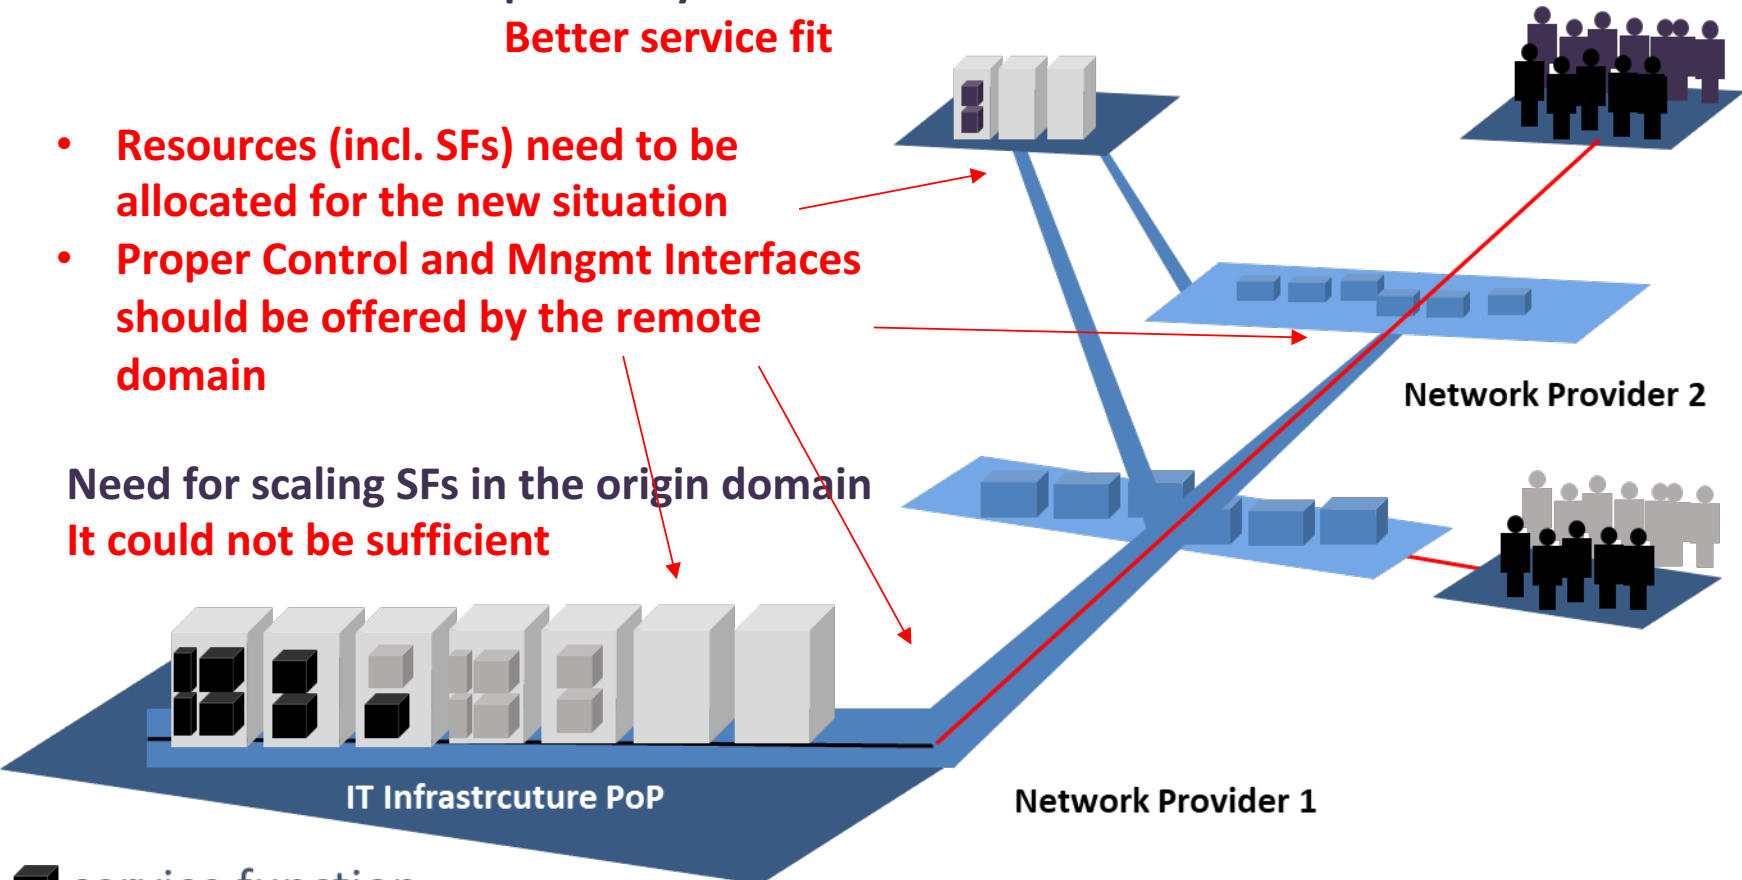 Better service fit
• Resources (incl. SFs) need to be
allocated for the new situation
• Proper Control and Mngmt Interfaces
should be offered by the remote
domain
Network Provider 2
Need for scaling SFs in the origin domain
It could not be sufficient
IT Infrastrcuture PoP
Network Provider 1
service function